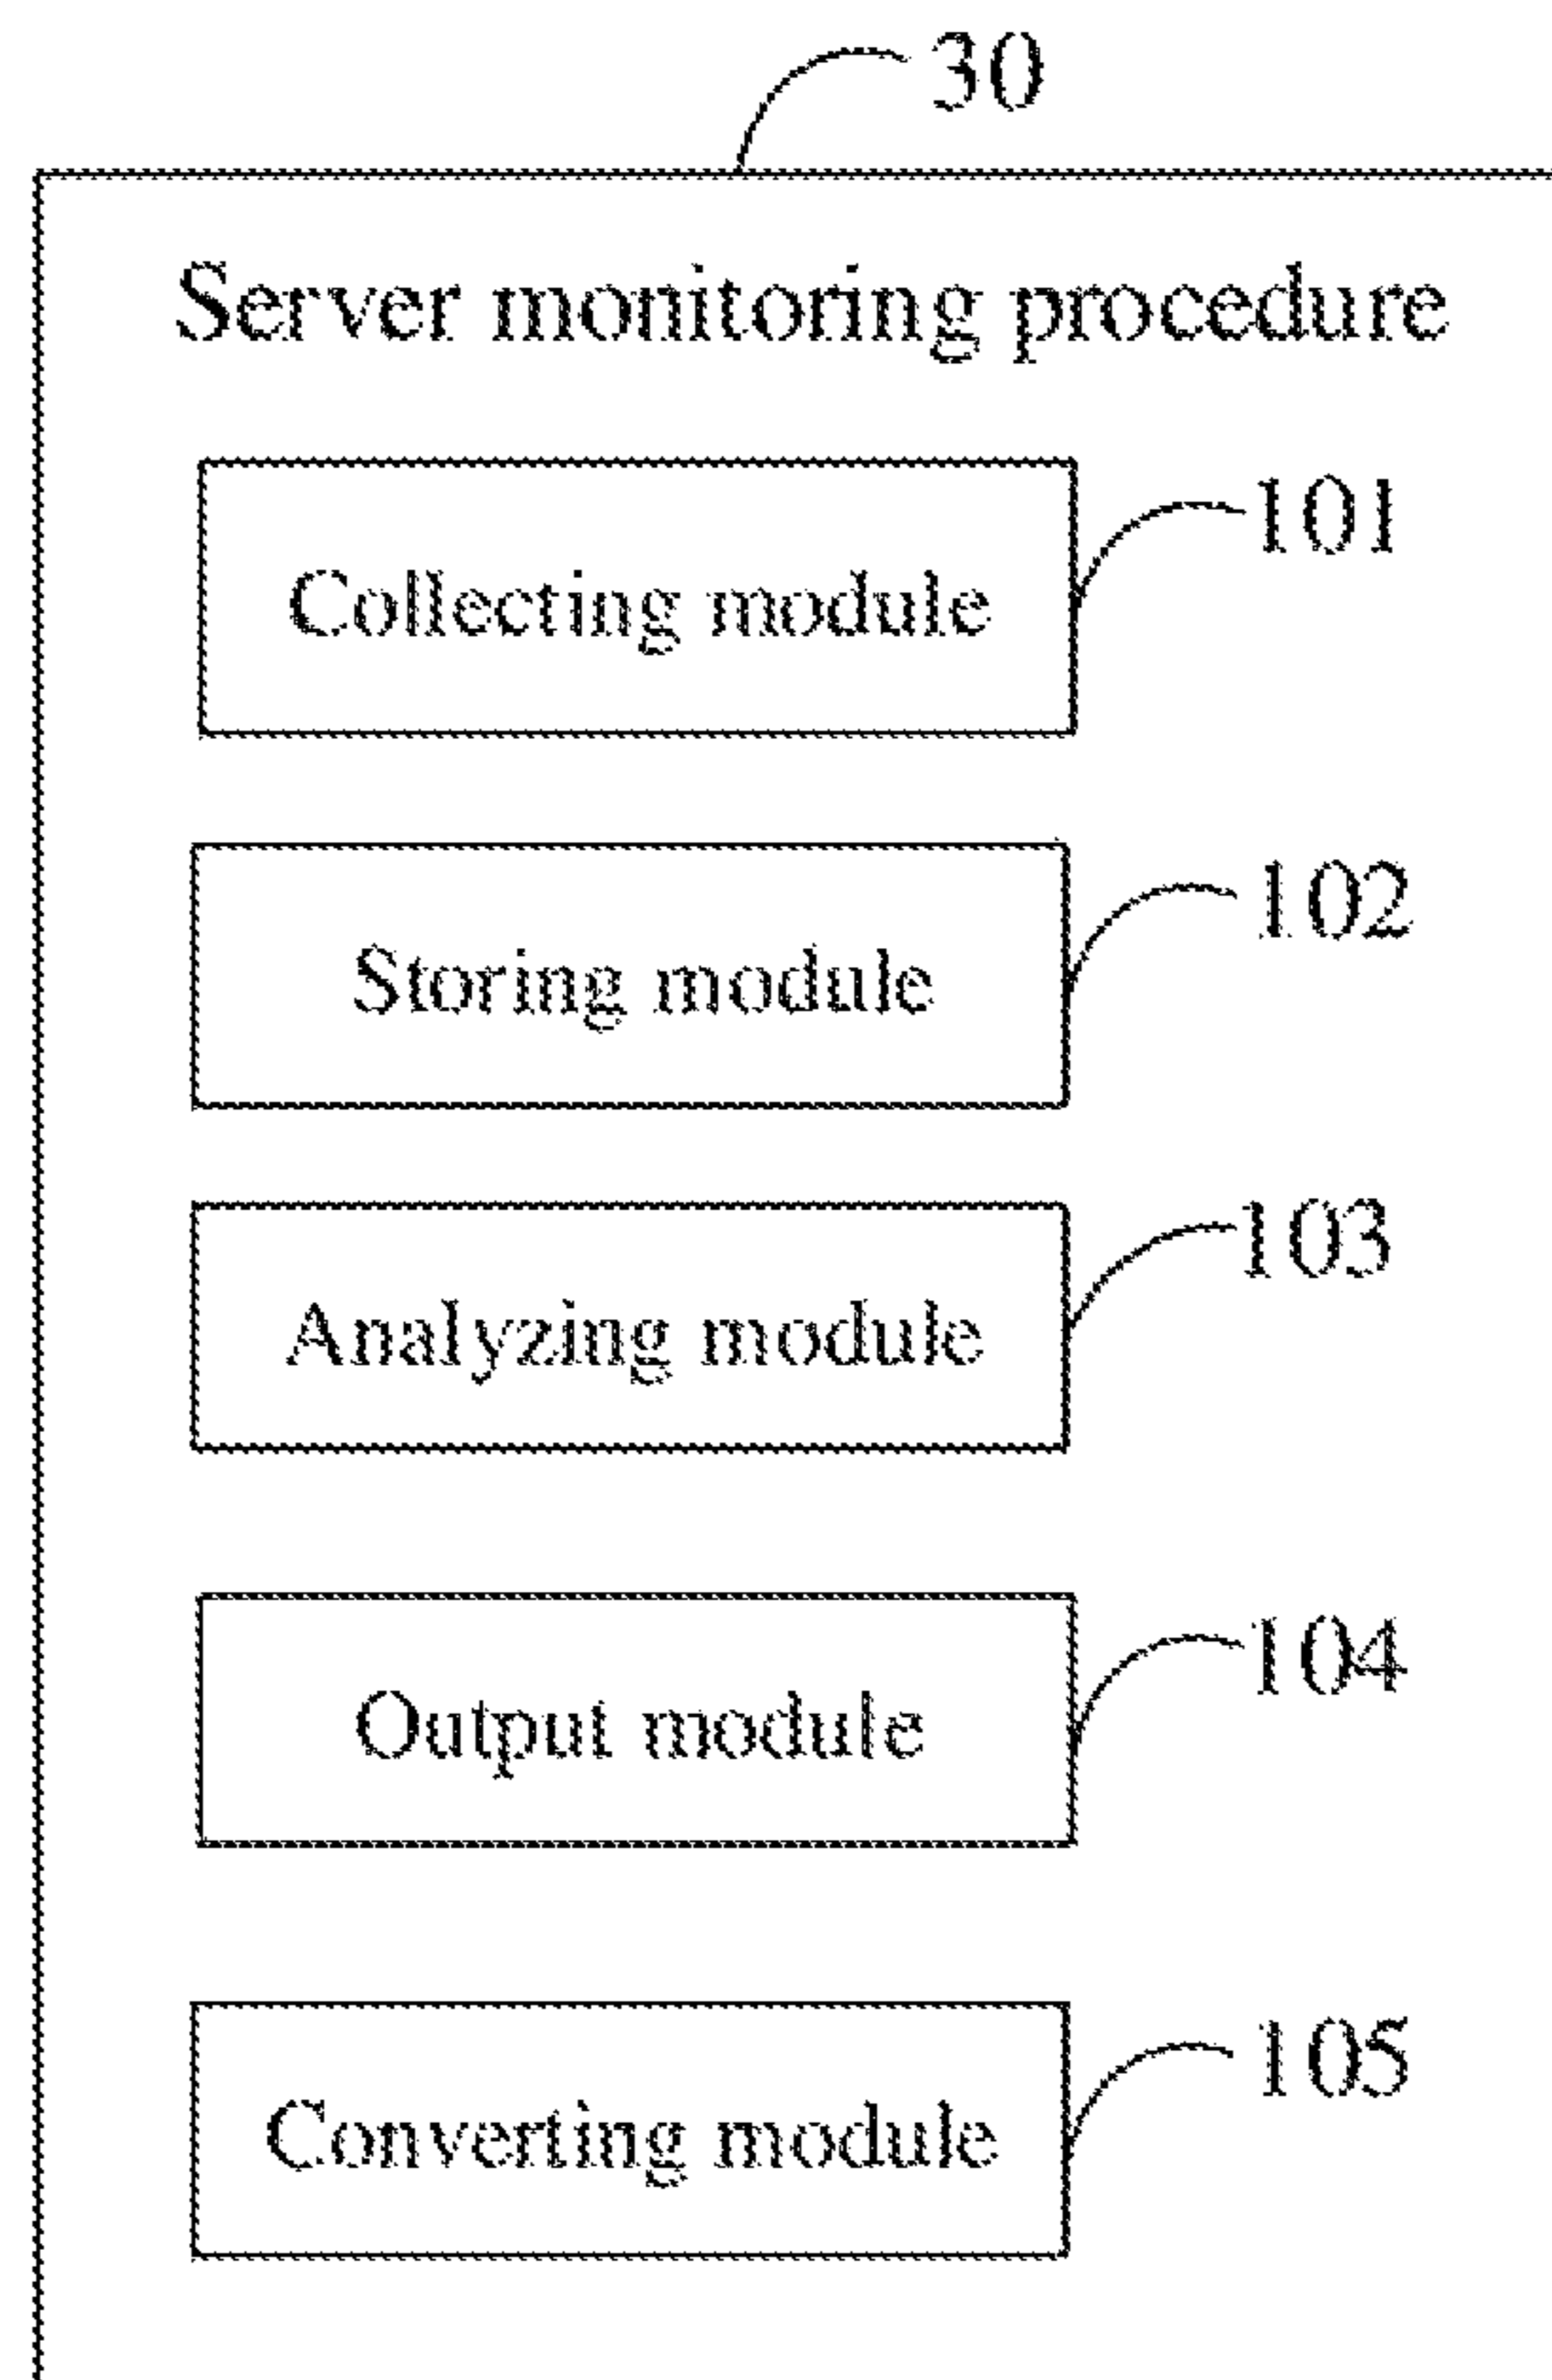 30
Server monitoring procedure
101
Collecting module
102
Storing module
103
Analyzing module
104
Output module
105
Converting module